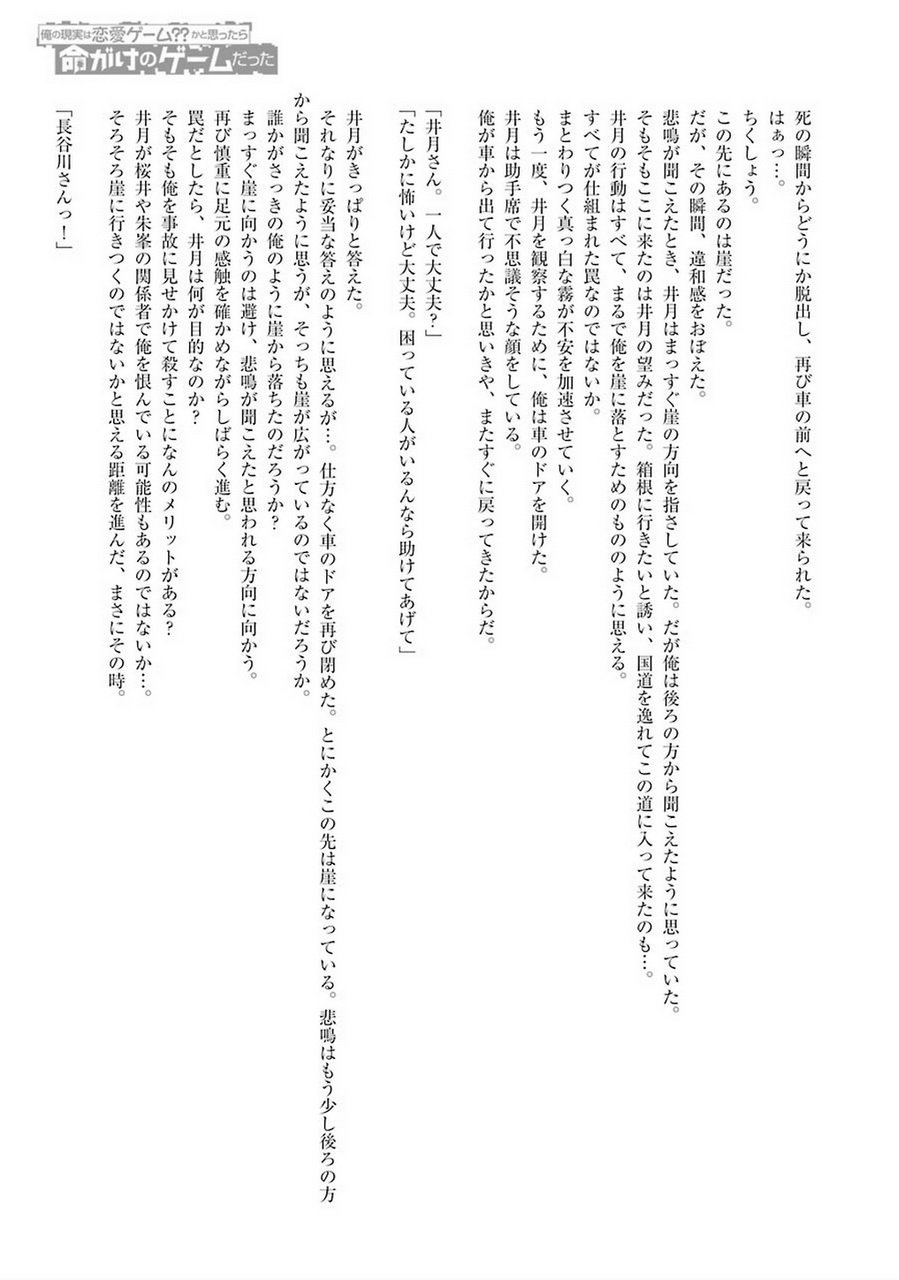 俺の現実は恋愛ゲーム??かと思ったら
命がけのゲームだった
死の瞬間からどうにか脱出し、再び車の前へと戻って来られた。
はぁっ…。
ちくしょう。
この先にあるのは崖だった。
だが、その瞬間、違和感をおぼえた。
悲鳴が聞こえたとき、井月はまっすぐ崖の方向を指さしていた。だが俺は後ろの方から聞こえたように思っていた。
そもそもここに来たのは井月の望みだった。箱根に行きたいと誘い、国道を逸れてこの道に入って来たのも…。
井月の行動はすべて、まるで俺を崖に落とすためのもののように思える。
すべてが仕組まれた罠なのではないか。
まとわりつく真っ白な霧が不安を加速させていく。
もう一度、井月を観察するために、俺は車のドアを開けた。
井月は助手席で不思議そうな顔をしている。
俺が車から出て行ったかと思いきや、またすぐに戻ってきたからだ。
「井月さん。一人で大丈夫?」
「たしかに怖いけど大丈夫。困っている人がいるんなら助けてあげて」
井月がきっぱりと答えた。
それなりに妥当な答えのように思えるが…。仕方なく車のドアを再び閉めた。とにかくこの先は崖になっている。悲鳴はもう少し後ろの方
から聞こえたように思うが、そっちも崖が広がっているのではないだろうか。
誰かがさっきの俺のように崖から落ちたのだろうか?
まっすぐ崖に向かうのは避け、悲鳴が聞こえたと思われる方向に向かう。
再び慎重に足元の感触を確かめながらしばらく進む。
罠だとしたら、井月は何が目的なのか?
そもそも俺を事故に見せかけて殺すことになんのメリットがある?
井月が桜井や朱峯の関係者で俺を恨んでいる可能性もあるのではないか…。
そろそろ崖に行きつくのではないかと思える距離を進んだ、まさにその時。
「長谷川さんっ!」